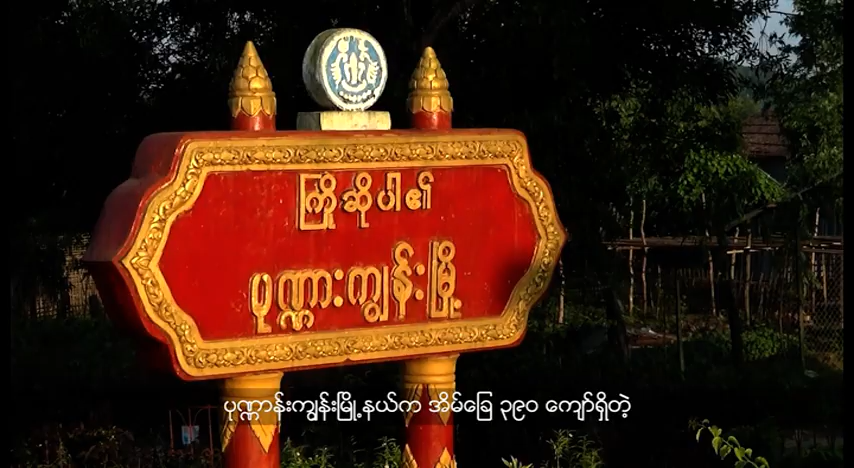 ကြိုဆိုပါ၏
ပုဏ္ဏားကျွန်းမြို့
ပုဏ္ဏာန်းကျွန်းမြို့နယ်က အိမ်ခြေ ၃၉၀ ကျော်ရှိတဲ့